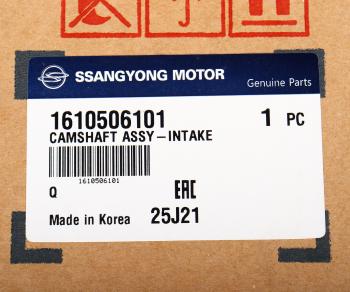 SSANGYONG MOTOR
Genuine Parts
1610506101 1 PC
CAMSHAFT ASSY-INTAKE
1610506101
Q EAC
Made in Korea 25J21